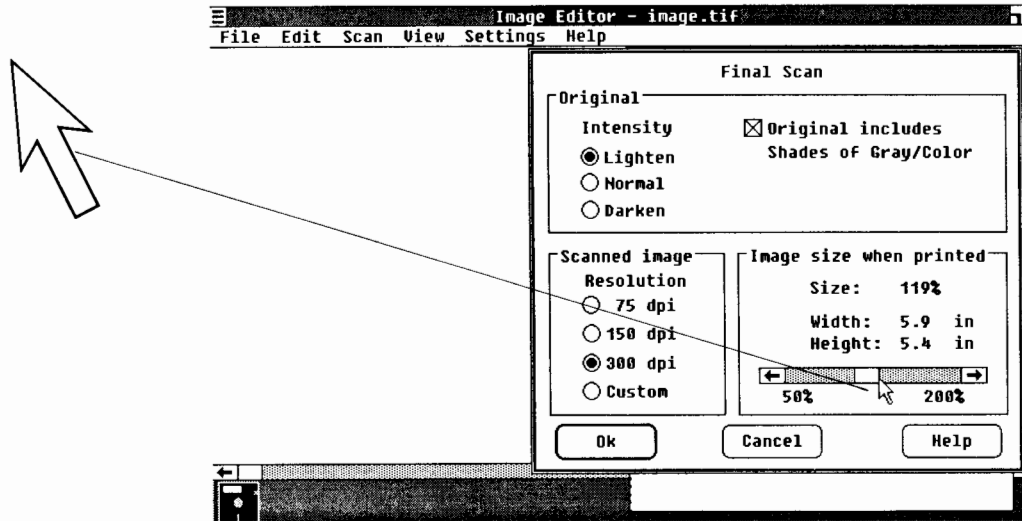 Image Editor - image.tif
File Edit Scan View Settings Help
Final Scan
Original
Intensity
Lighten
Normal
Darken
Original includes
Shades of Gray/Color
Scanned image
Resolution
75 dpi
150 dpi
300 dpi
Custom
Image size when printed
Size: 119%
Width: 5.9 in
Height: 5.4 in
50% 200%
Ok Cancel Help